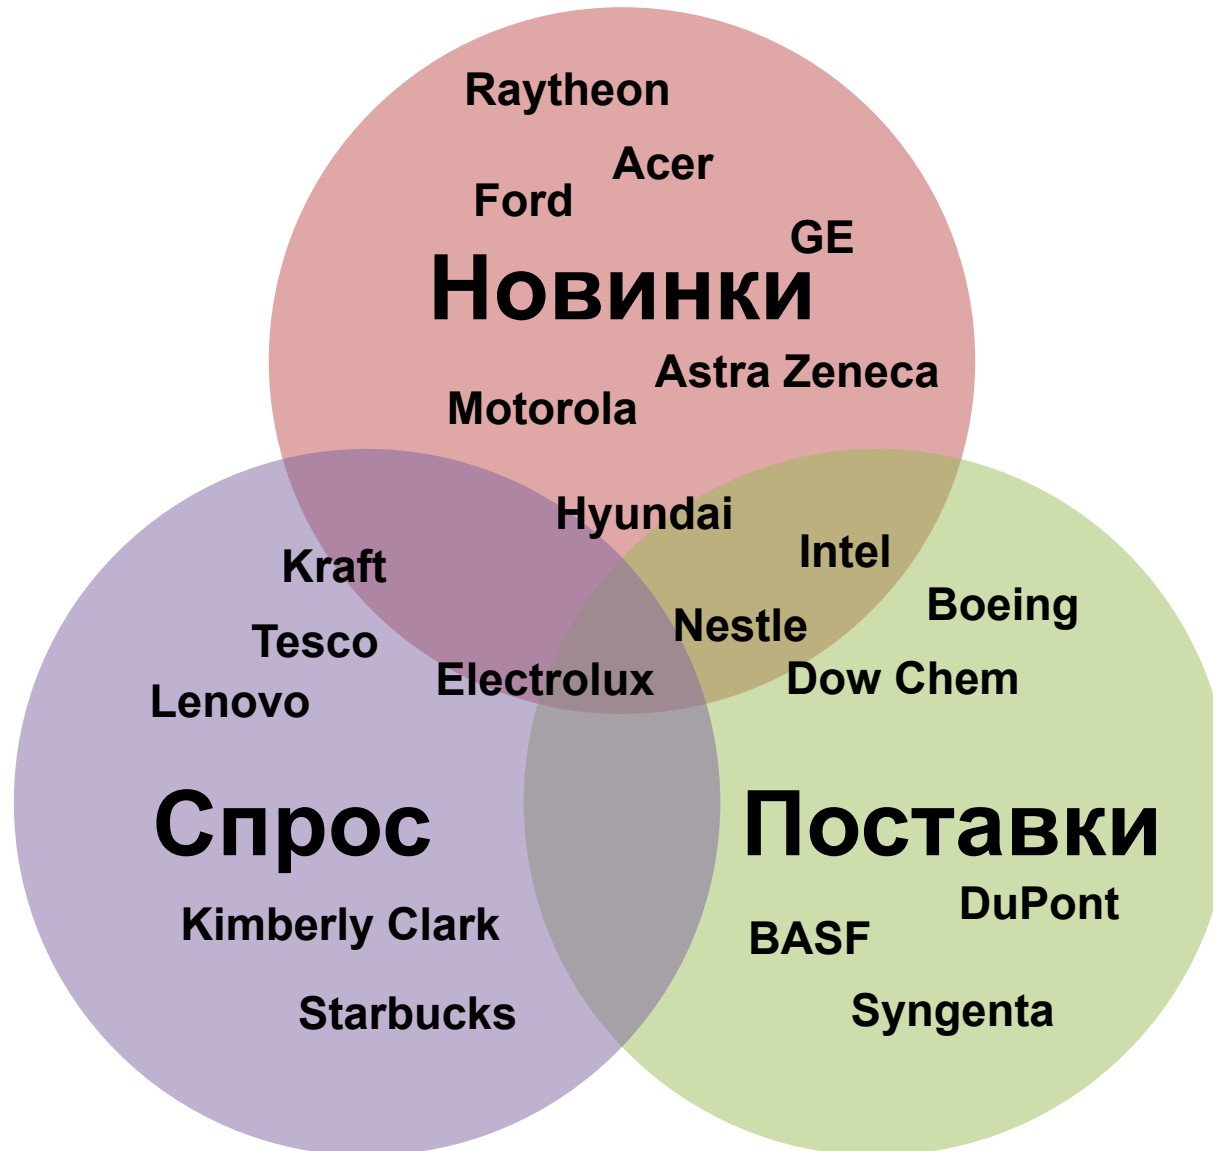 Raytheon
Acer
Ford
GE
Новинки
Astra Zeneca
Motorola
Hyundai
Intel
Kraft
Boeing
Nestle
Tesco
Electrolux
Dow Chem
Lenovo
Спрос
Поставки
DuPont
Kimberly Clark
BASF
Syngenta
Starbucks